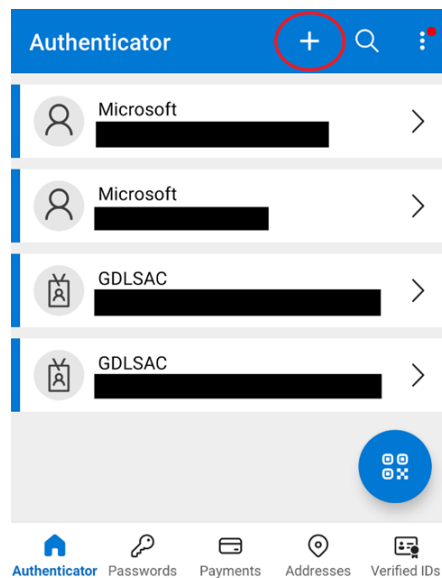 Authenticator
Microsoft
Microsoft
GDLSAC
GDLSAC
Authenticator Passwords Payments Addresses Verified IDs